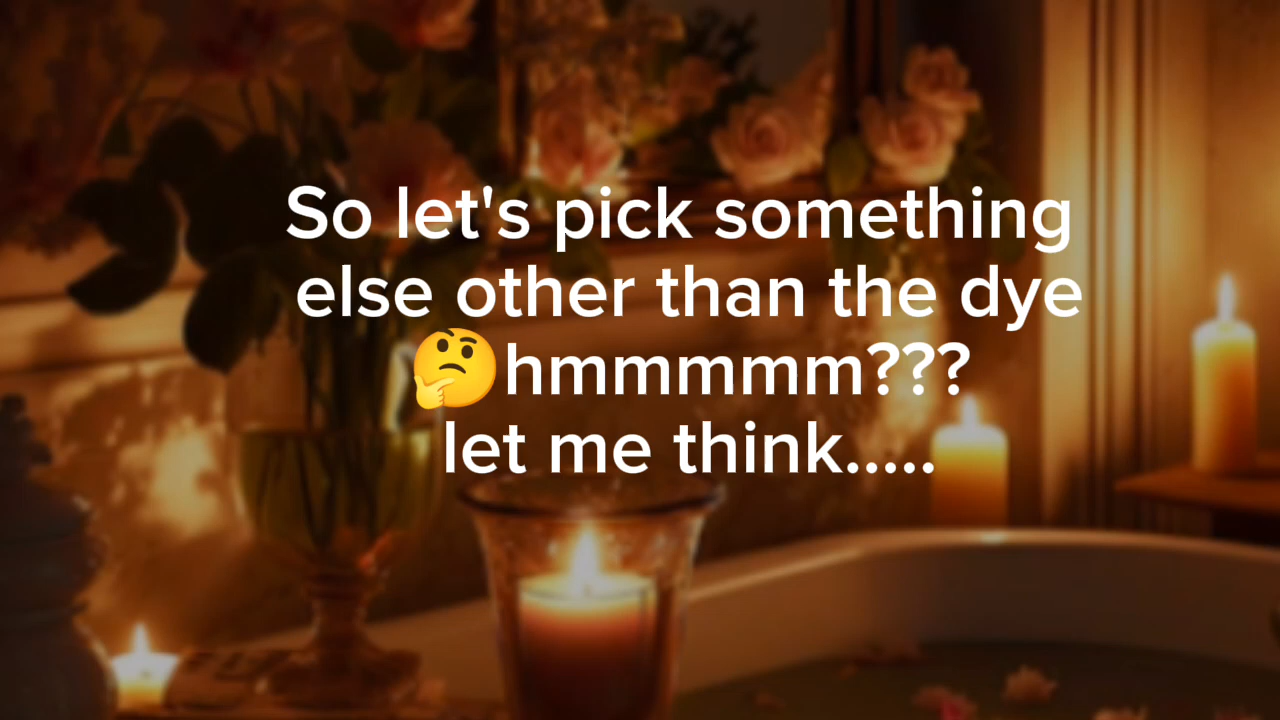 So let's pick something
else other than the dye
🤔hmmmmm???
let me think.....